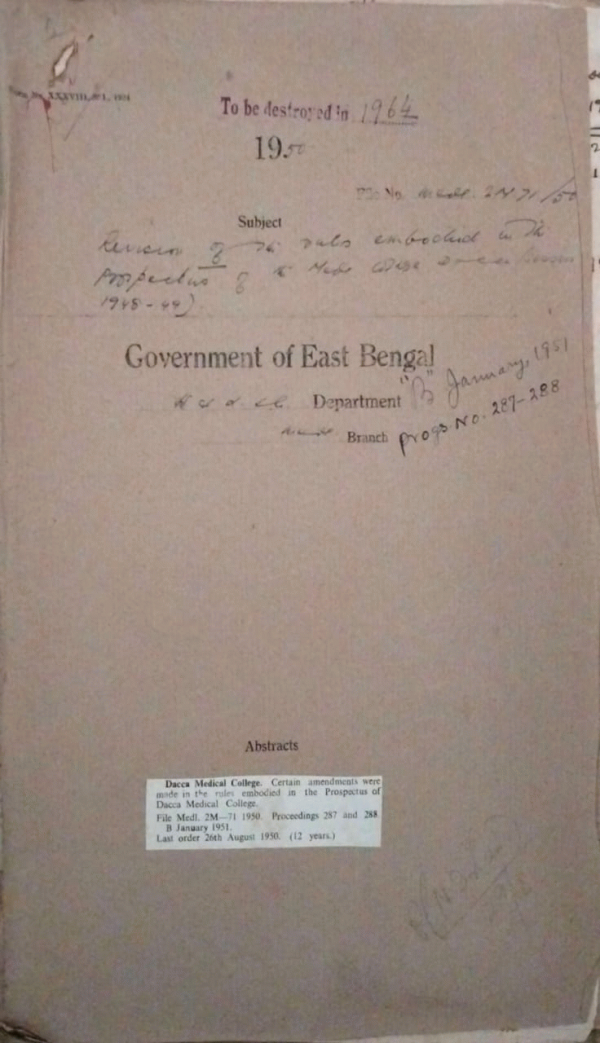 To be destroyed in 1964
1950
File No. Medl. 2M 71/50
Subject
Revision of the rules embodied in the
Prospectus of the Medl College Dacca
1948-49).
Government of East Bengal
Department "B" January, 1951
Branch Progs. No. 287-288
Abstracts
Dacca Medical College. Certain amendments were
made in the rules embodied in the Prospectus of
Dacca Medical College.
File Medl. 2M—71 1950. Proceedings 287 and 288
B January 1951.
Last order 26th August 1950. (12 years.)